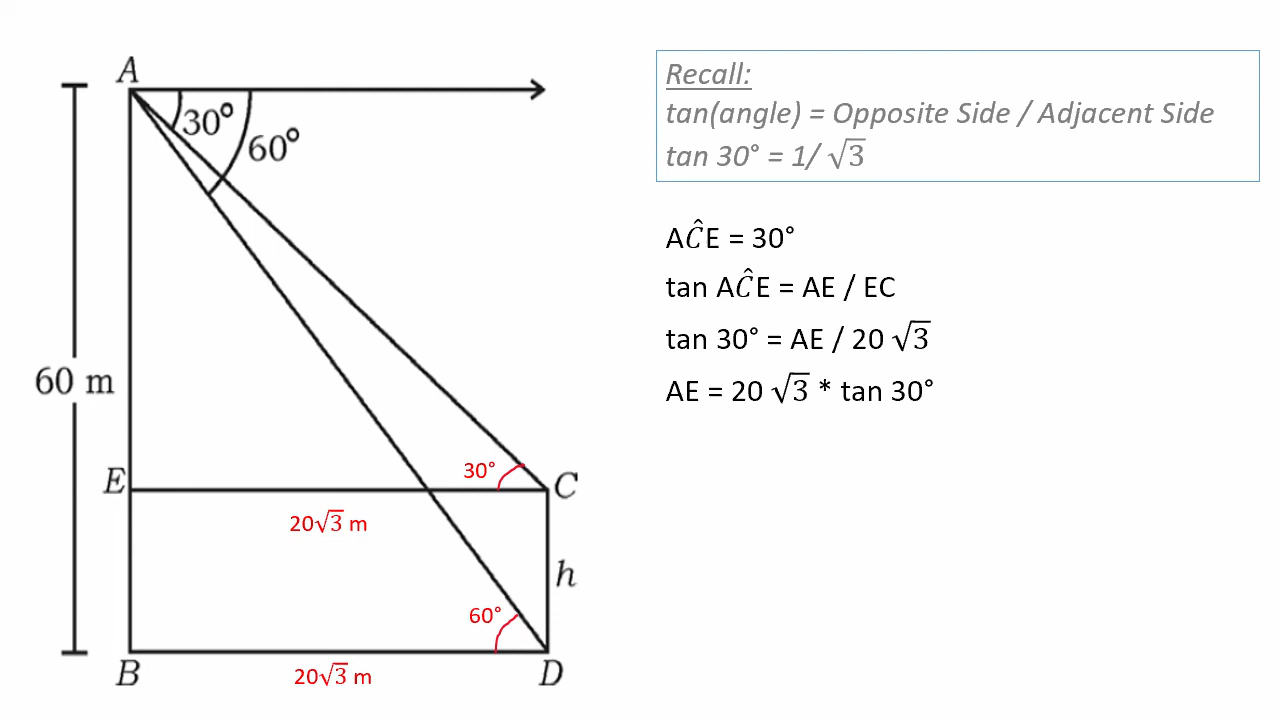 A
30°
60°
60 m
E
30°
C
20√3 m
h
60°
B
20√3 m
D
Recall:
tan(angle) = Opposite Side / Adjacent Side
tan 30° = 1/ √3
AĈE = 30°
tan AĈE = AE / EC
tan 30° = AE / 20 √3
AE = 20 √3 * tan 30°